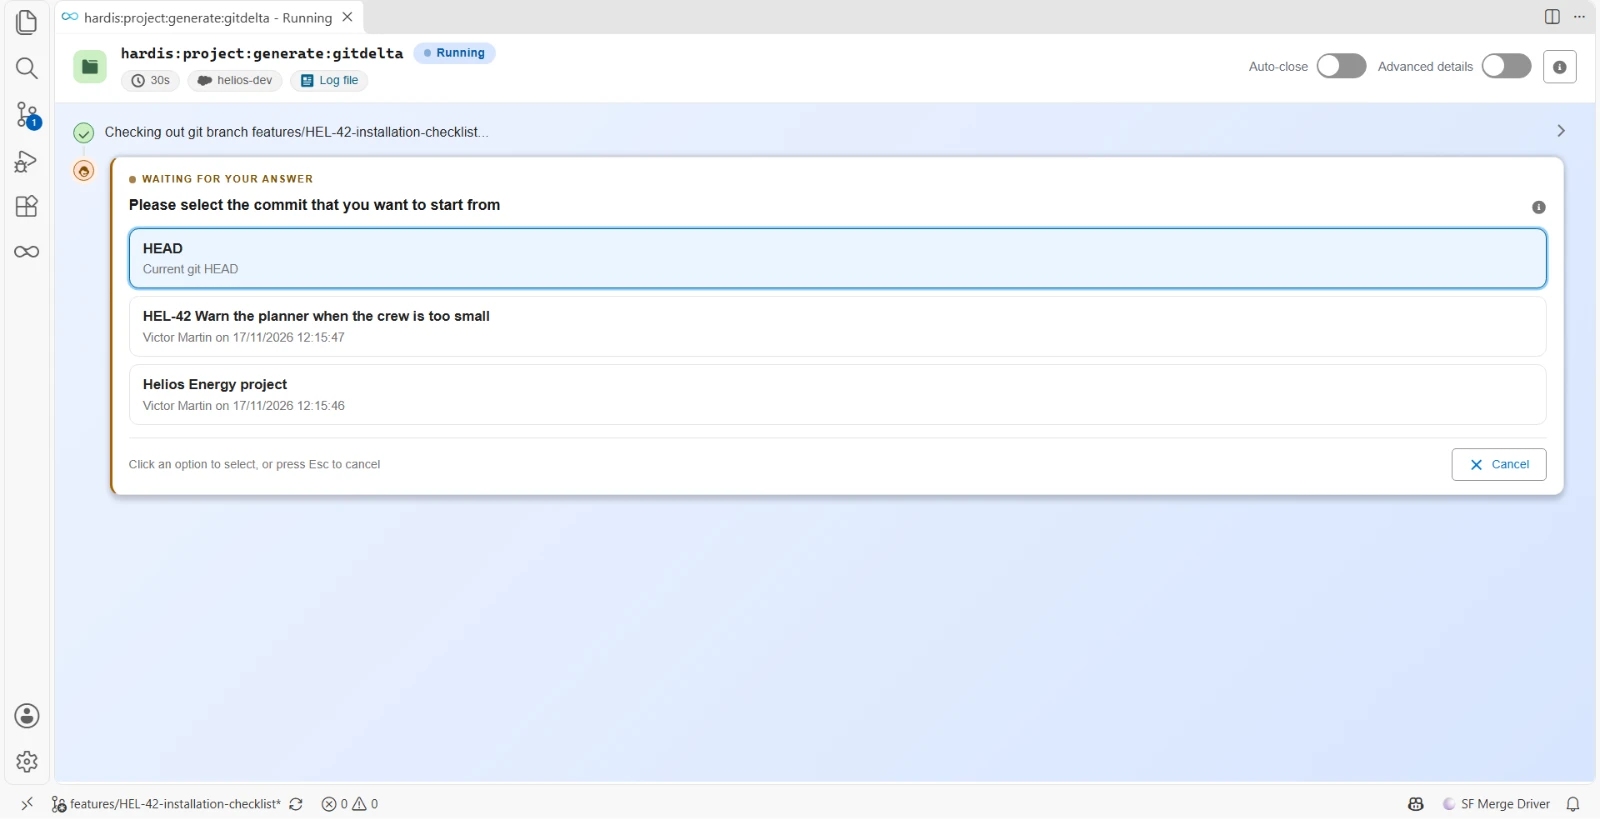 hardis:project:generate:gitdelta - Running
hardis:project:generate:gitdelta
Running
30s
helios-dev
Log file
Auto-close
Advanced details
1
Checking out git branch features/HEL-42-installation-checklist...
WAITING FOR YOUR ANSWER
Please select the commit that you want to start from
HEAD
Current git HEAD
HEL-42 Warn the planner when the crew is too small
Victor Martin on 17/11/2026 12:15:47
Helios Energy project
Victor Martin on 17/11/2026 12:15:46
Click an option to select, or press Esc to cancel
Cancel
features/HEL-42-installation-checklist*
0
0
SF Merge Driver